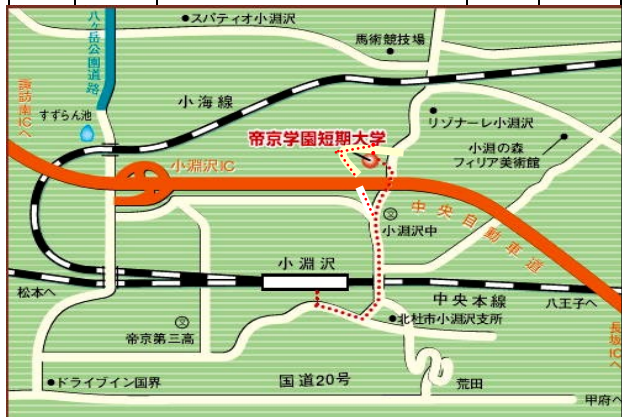 スパティオ小淵沢
八ヶ岳公園道路
馬術競技場
諏訪南ICへ
小海線
すずらん池
リゾナーレ小淵沢
帝京学園短期大学
小淵の森
フィリア美術館
小淵沢IC
小淵沢中
中央自動車道
小淵沢
松本へ
中央本線
八王子へ
北杜市小淵沢支所
帝京第三高
長坂ICへ
国道20号
ドライブイン国界
荒田
甲府へ
文
文